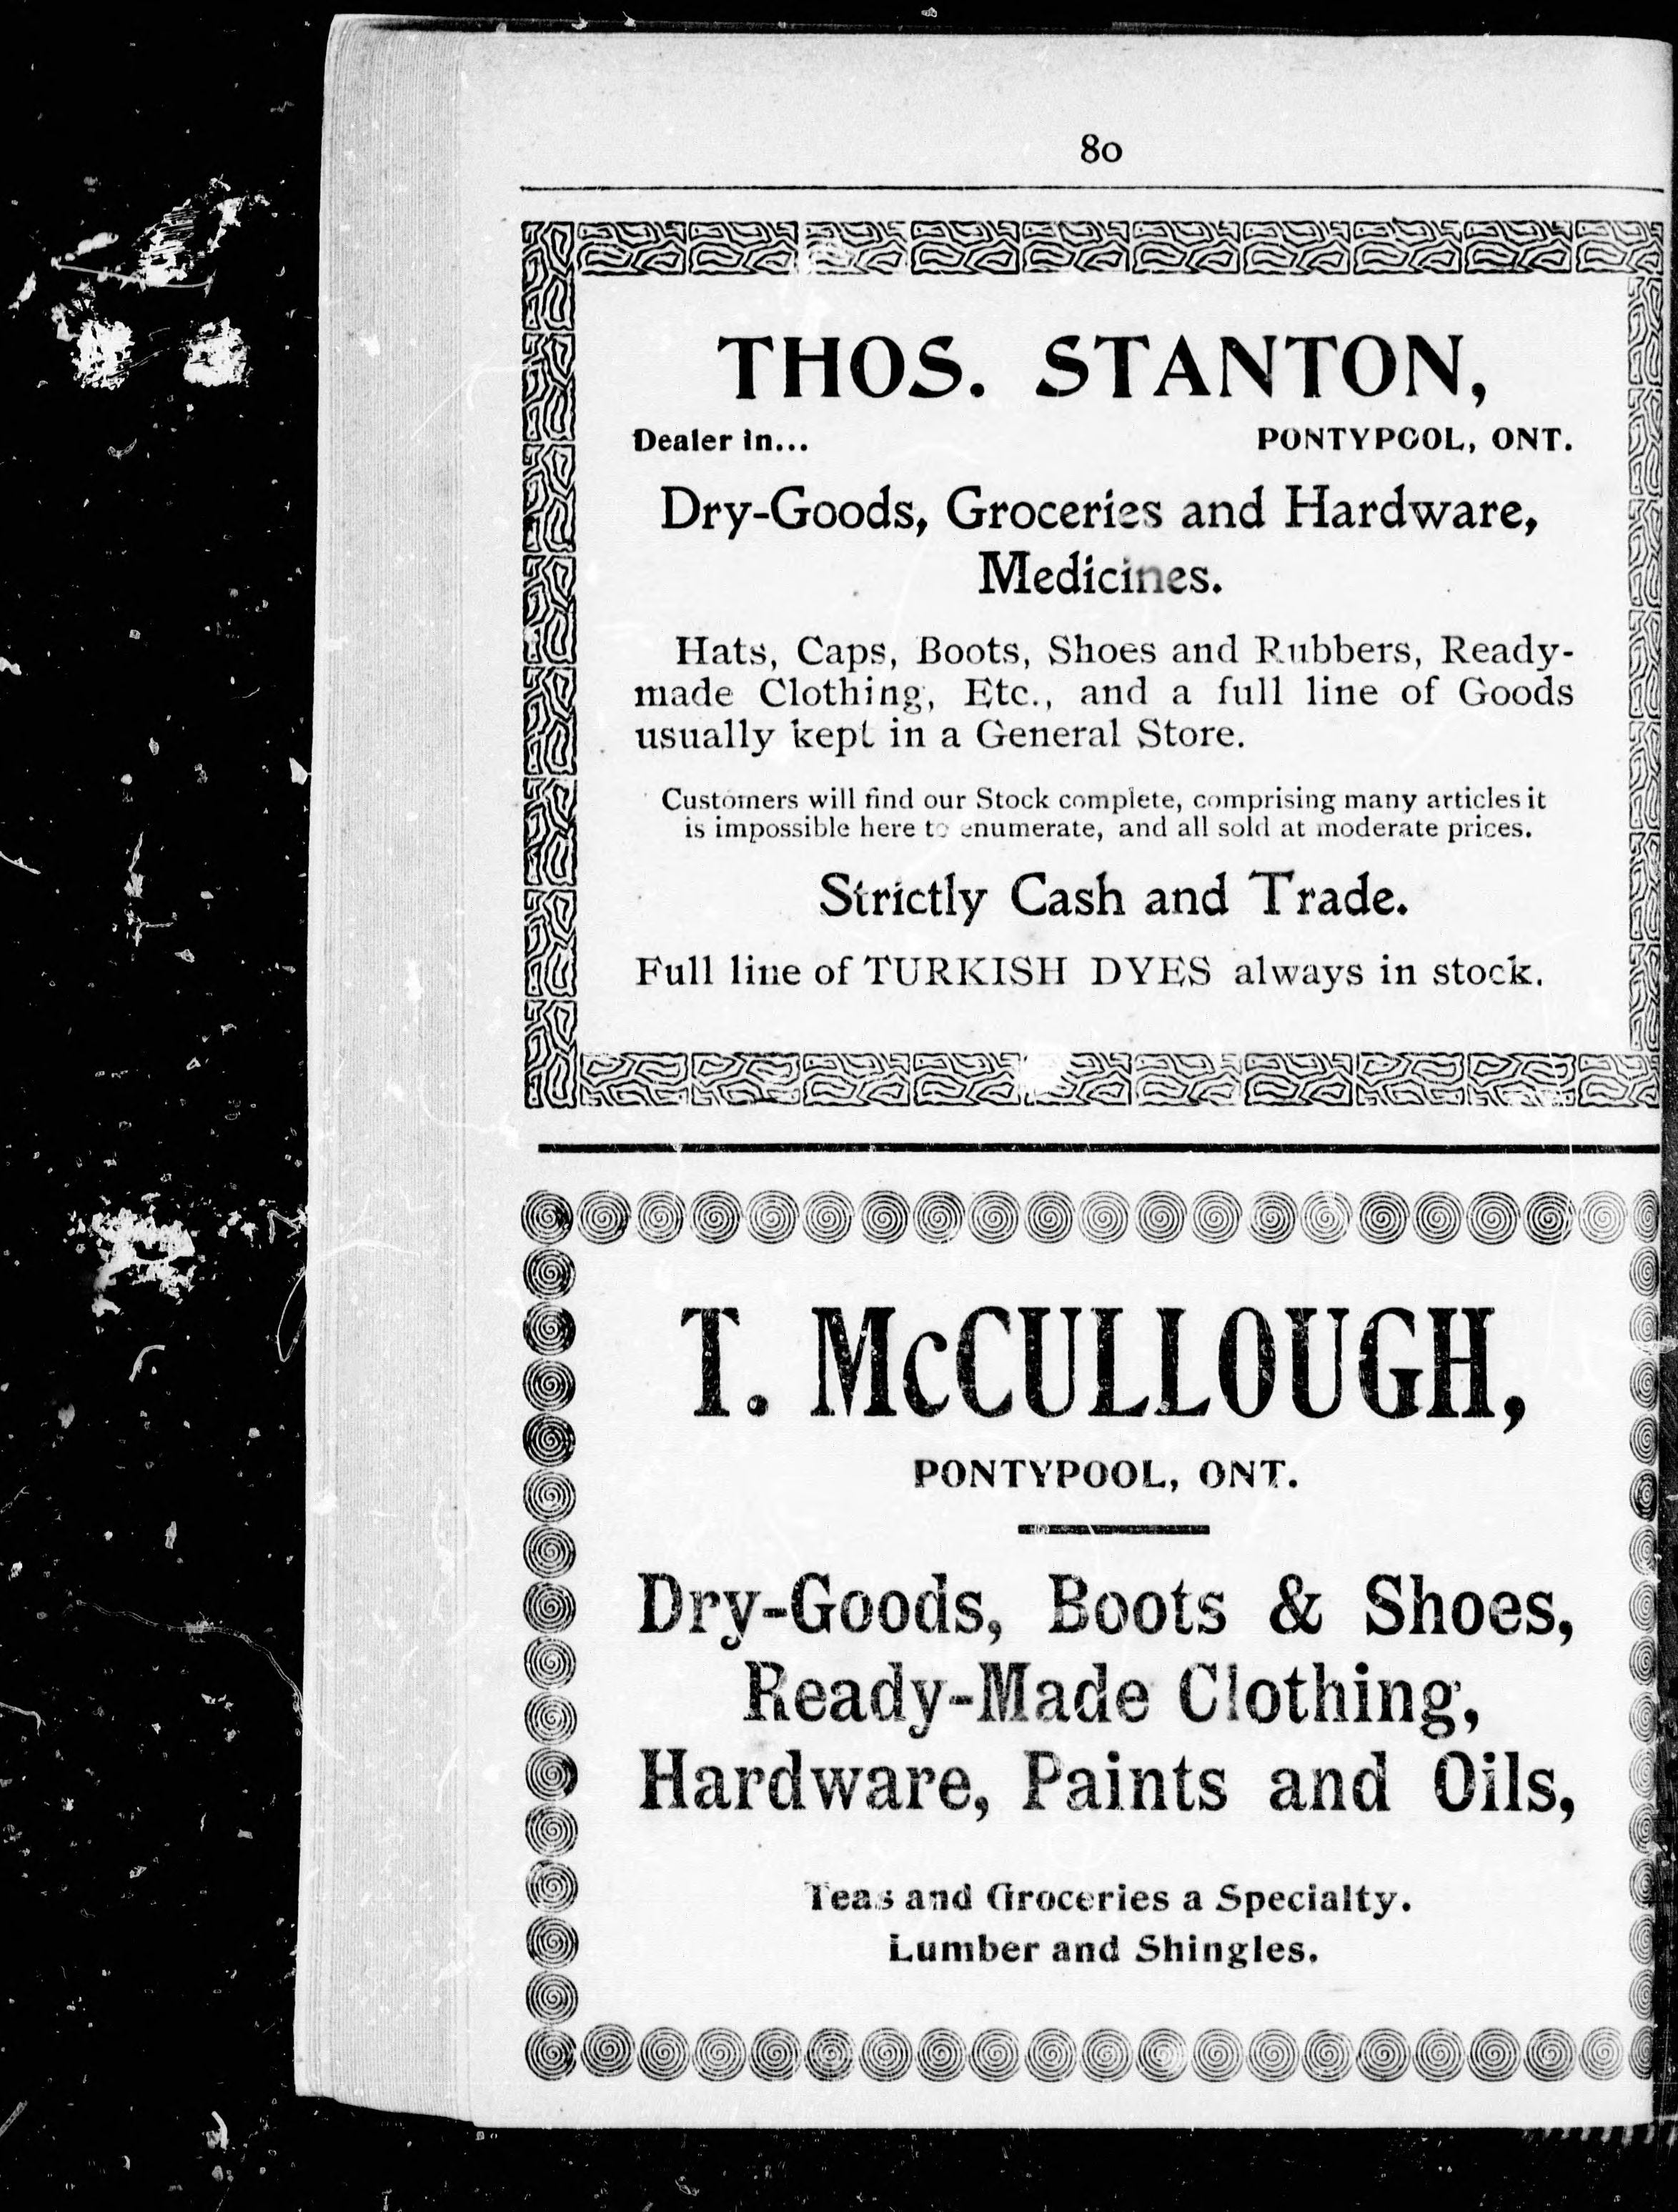 80
THOS. STANTON,
Dealer in... PONTYPOOL, ONT.
Dry-Goods, Groceries and Hardware,
Medicines.
Hats, Caps, Boots, Shoes and Rubbers, Ready-
made Clothing, Etc., and a full line of Goods
usually kept in a General Store.
Customers will find our Stock complete, comprising many articles it
is impossible here to enumerate, and all sold at moderate prices.
Strictly Cash and Trade.
Full line of TURKISH DYES always in stock.
T. McCULLOUGH,
PONTYPOOL, ONT.
Dry-Goods, Boots & Shoes,
Ready-Made Clothing,
Hardware, Paints and Oils,
Teas and Groceries a Specialty.
Lumber and Shingles.